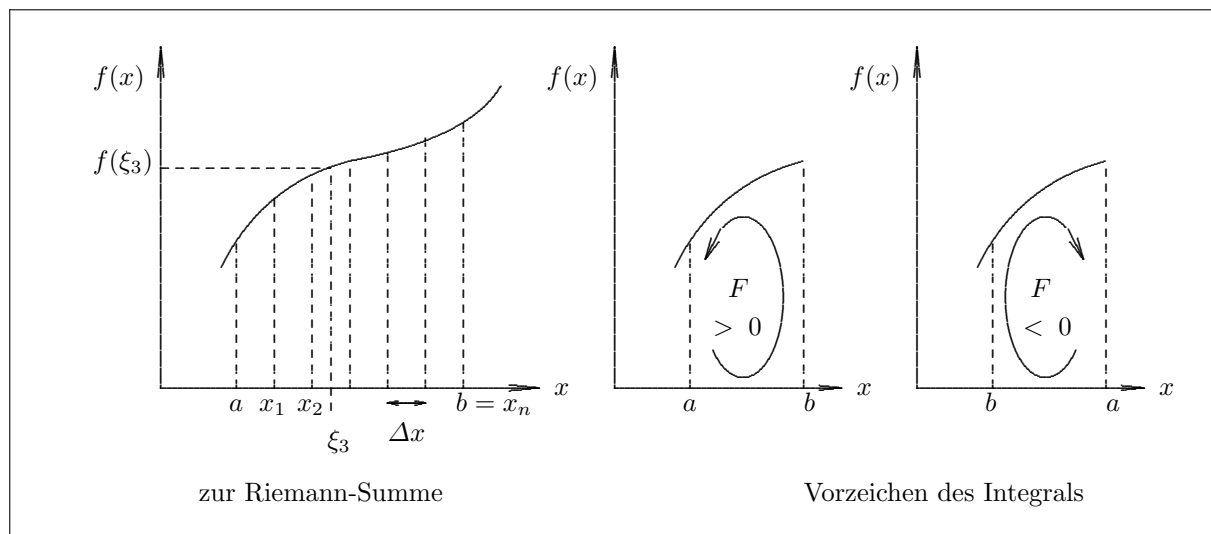 f(x)
f(ξ₃)
a x₁ x₂ b = xₙ x
ξ₃ Δx
zur Riemann-Summe
f(x)
F
> 0
a b x
f(x)
F
< 0
b a x
Vorzeichen des Integrals